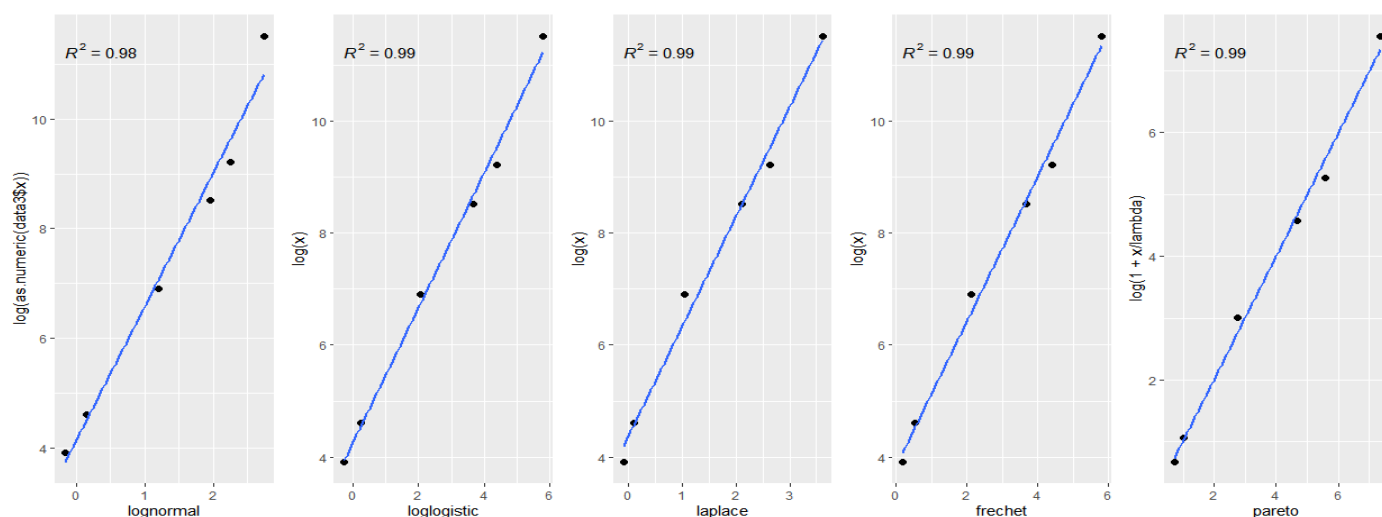 R² = 0.98
log(as.numeric(data3$x))
10
8
6
4
0
1
2
lognormal
R² = 0.99
log(x)
10
8
6
4
0
2
4
6
loglogistic
R² = 0.99
log(x)
10
8
6
4
0
1
2
3
laplace
R² = 0.99
log(x)
10
8
6
4
0
2
4
6
frechet
R² = 0.99
log(1 + x/lambda)
6
4
2
2
4
6
pareto